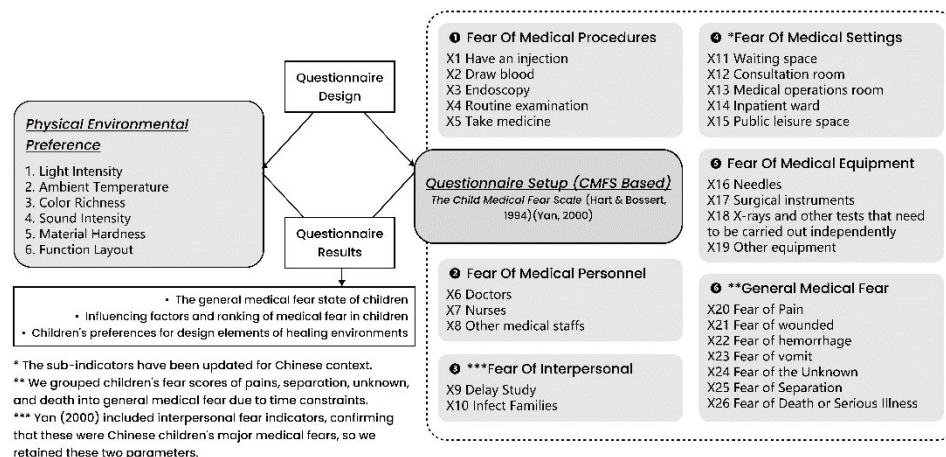 Questionnaire
Design
Physical Environmental
Preference
1. Light Intensity
2. Ambient Temperature
3. Color Richness
4. Sound Intensity
5. Material Hardness
6. Function Layout
Questionnaire
Results
• The general medical fear state of children
• Influencing factors and ranking of medical fear in children
• Children's preferences for design elements of healing environments
* The sub-indicators have been updated for Chinese context.
** We grouped children's fear scores of pains, separation, unknown,
and death into general medical fear due to time constraints.
*** Yan (2000) included interpersonal fear indicators, confirming
that these were Chinese children's major medical fears, so we
retained these two parameters.
Questionnaire Setup (CMFS Based)
The Child Medical Fear Scale (Hart & Bossert,
1994)(Yan, 2000)
❶ Fear Of Medical Procedures
X1 Have an injection
X2 Draw blood
X3 Endoscopy
X4 Routine examination
X5 Take medicine
❷ Fear Of Medical Personnel
X6 Doctors
X7 Nurses
X8 Other medical staffs
❸ ***Fear Of Interpersonal
X9 Delay Study
X10 Infect Families
❹ *Fear Of Medical Settings
X11 Waiting space
X12 Consultation room
X13 Medical operations room
X14 Inpatient ward
X15 Public leisure space
❺ Fear Of Medical Equipment
X16 Needles
X17 Surgical instruments
X18 X-rays and other tests that need
to be carried out independently
X19 Other equipment
❻ **General Medical Fear
X20 Fear of Pain
X21 Fear of wounded
X22 Fear of hemorrhage
X23 Fear of vomit
X24 Fear of the Unknown
X25 Fear of Separation
X26 Fear of Death or Serious Illness